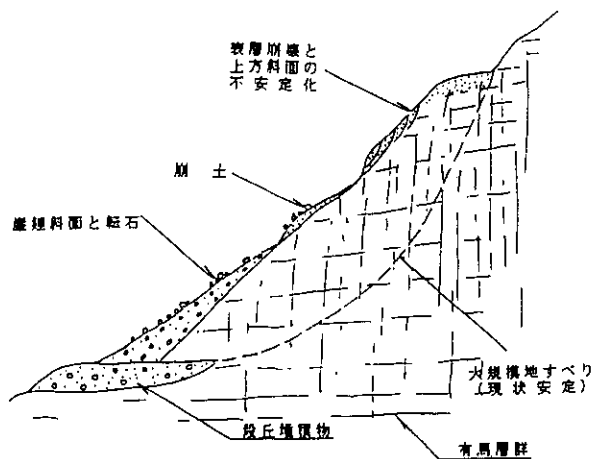 表層崩壊と
上方斜面の
不安定化
崩土
崖錐斜面と転石
大規模地すべり
(現状安定)
段丘堆積物
有馬層群